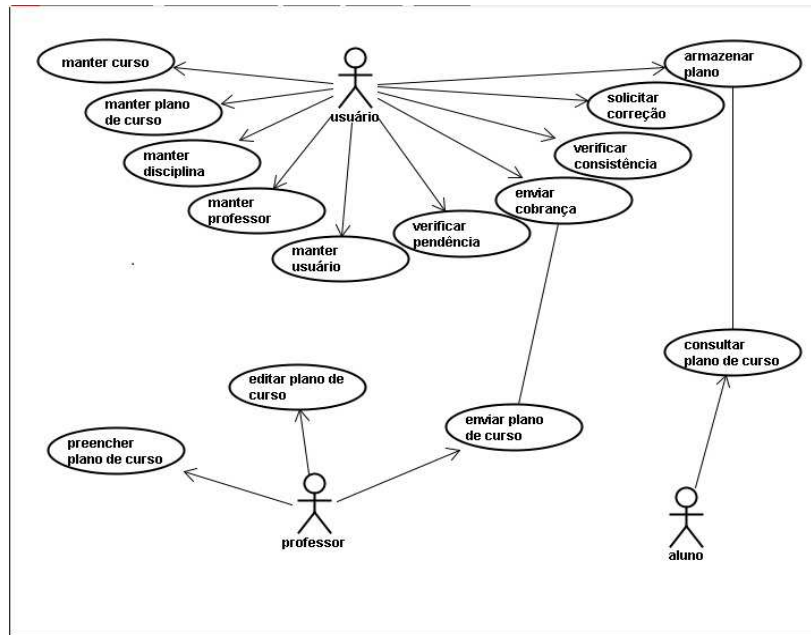 manter curso
usuário
armazenar
plano
manter plano
de curso
solicitar
correção
manter
disciplina
verificar
consistência
manter
professor
enviar
cobrança
manter
usuário
verificar
pendência
consultar
plano de curso
editar plano de
curso
enviar plano
de curso
preencher
plano de curso
professor
aluno